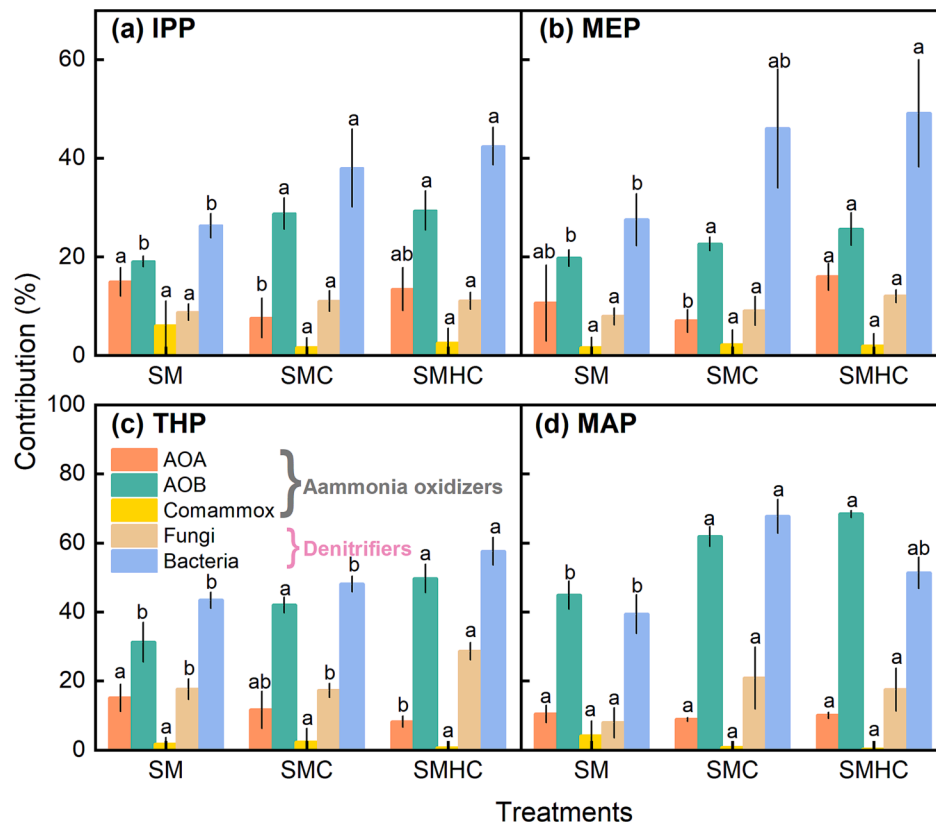 (a) IPP
(b) MEP
60
40
20
0
a
b
a
a
b
b
a
a
a
a
ab
a
a
a
a
ab
b
a
a
b
b
a
a
a
ab
a
a
a
a
a
SM
SMC
SMHC
SM
SMC
SMHC
Contribution (%)
(c) THP
(d) MAP
100
80
60
40
20
0
AOA
AOB
Comammox
Aammonia oxidizers
Fungi
Bacteria
Denitrifiers
a
b
a
b
b
ab
a
a
b
b
b
a
a
a
a
a
b
a
a
b
a
a
a
a
a
a
a
a
a
ab
SM
SMC
SMHC
SM
SMC
SMHC
Treatments